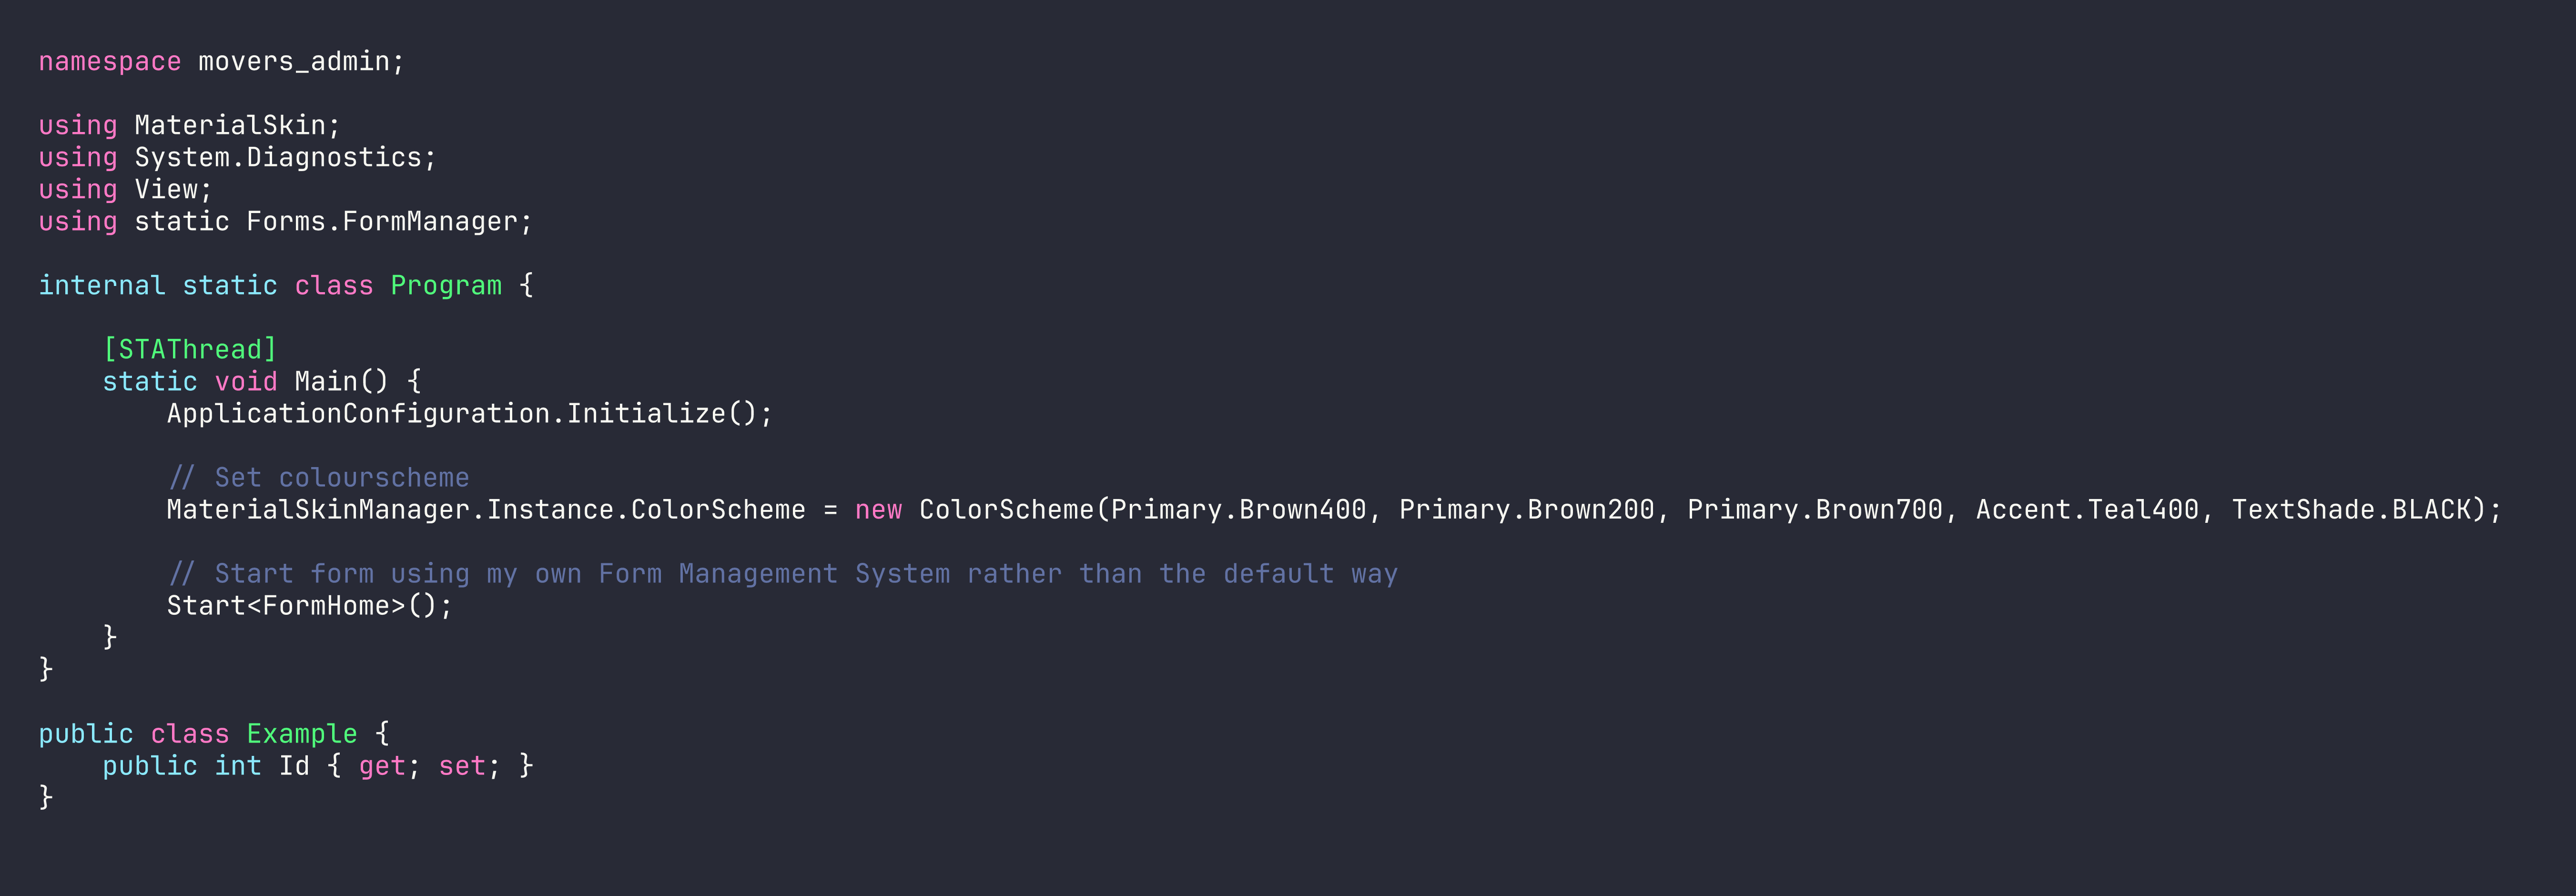 namespace movers_admin;

using MaterialSkin;
using System.Diagnostics;
using View;
using static Forms.FormManager;

internal static class Program {

    [STAThread]
    static void Main() {
        ApplicationConfiguration.Initialize();

        // Set colourscheme
        MaterialSkinManager.Instance.ColorScheme = new ColorScheme(Primary.Brown400, Primary.Brown200, Primary.Brown700, Accent.Teal400, TextShade.BLACK);

        // Start form using my own Form Management System rather than the default way
        Start<FormHome>();
    }
}

public class Example {
    public int Id { get; set; }
}